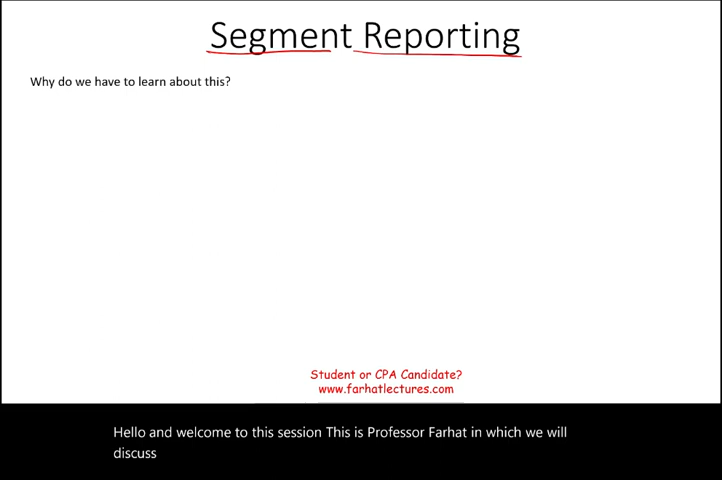 Segment Reporting
Why do we have to learn about this?
Student or CPA Candidate?
www.farhatlectures.com
Hello and welcome to this session This is Professor Farhat in which we will
discuss